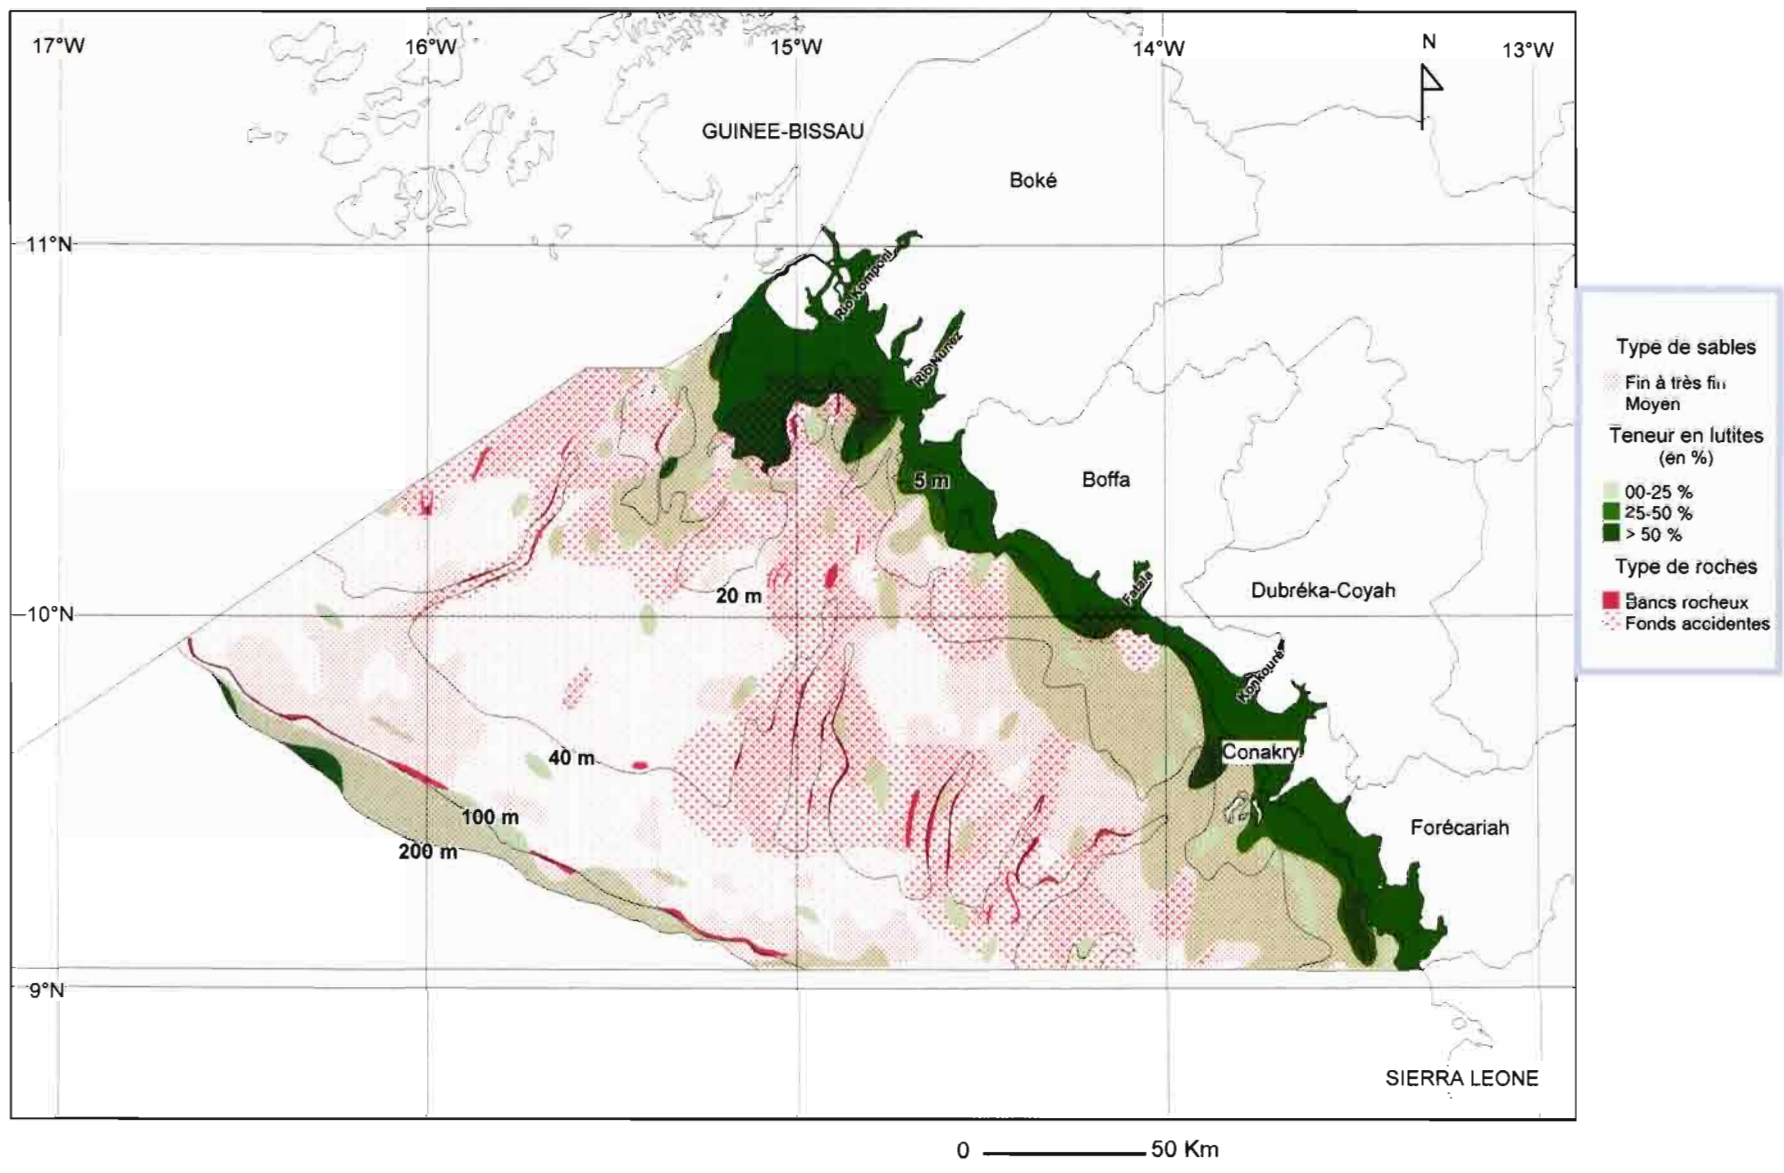 17°W
16°W
15°W
14°W
N
13°W
GUINEE-BISSAU
Boké
11°N
Rio Komponi
Rio Nunez
5 m
Boffa
Fatala
20 m
10°N
Dubréka-Coyah
Konkouré
40 m
Conakry
100 m
200 m
Forécariah
9°N
SIERRA LEONE
0
50 Km
Type de sables
Fin à très fin
Moyen
Teneur en lutites
(en %)
00-25 %
25-50 %
> 50 %
Type de roches
Bancs rocheux
Fonds accidentes